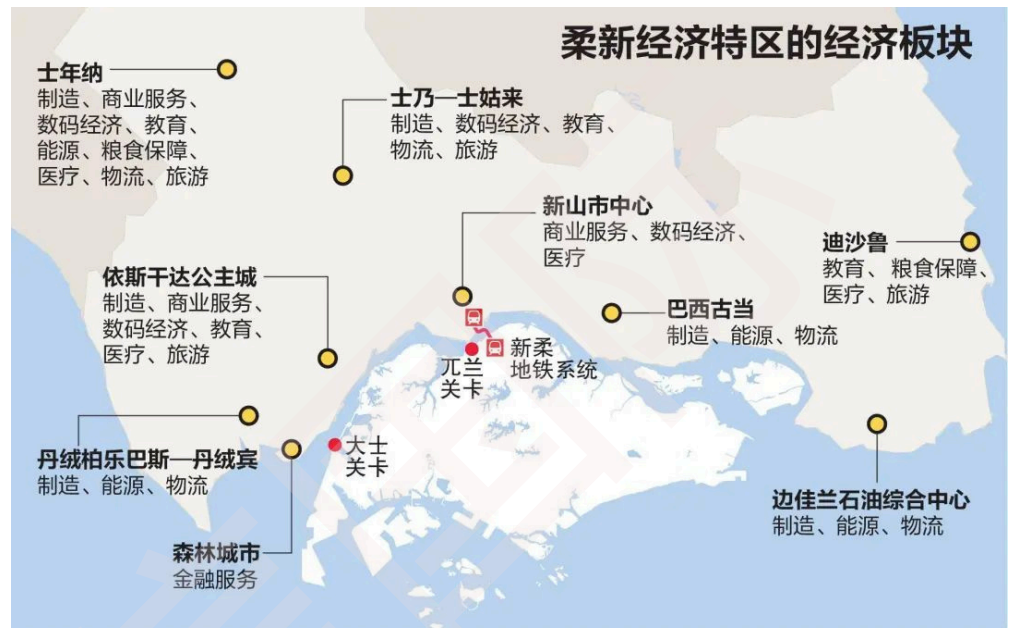 柔新经济特区的经济板块
士年纳
制造、商业服务、
数码经济、教育、
能源、粮食保障、
医疗、物流、旅游
士乃—士姑来
制造、数码经济、教育、
物流、旅游
新山市中心
商业服务、数码经济、
医疗
迪沙鲁
教育、粮食保障、
医疗、旅游
依斯干达公主城
制造、商业服务、
数码经济、教育、
医疗、旅游
巴西古当
制造、能源、物流
新柔
地铁系统
兀兰
关卡
大士
关卡
丹绒柏乐巴斯—丹绒宾
制造、能源、物流
边佳兰石油综合中心
制造、能源、物流
森林城市
金融服务